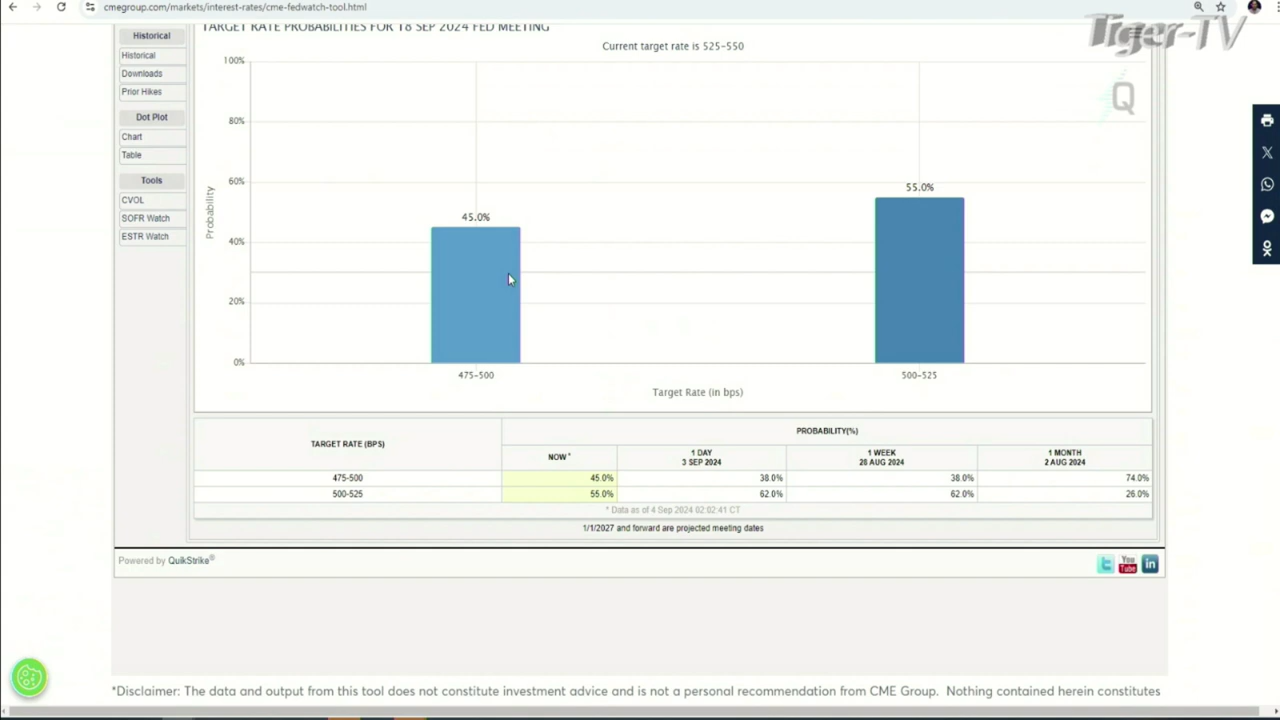 cmegroup.com/markets/interest-rates/cme-fedwatch-tool.html
Tiger-TV
TARGET RATE PROBABILITIES FOR 18 SEP 2024 FED MEETING
Current target rate is 525-550
Historical
Historical
Downloads
Prior Hikes
Dot Plot
Chart
Table
Tools
CVOL
SOFR Watch
ESTR Watch
Q
Probability
100%
80%
60%
40%
20%
0%
45.0%
55.0%
475-500
500-525
Target Rate (in bps)
TARGET RATE (BPS)
PROBABILITY(%)
NOW *
1 DAY
3 SEP 2024
1 WEEK
28 AUG 2024
1 MONTH
2 AUG 2024
475-500 45.0% 38.0% 38.0% 74.0%
500-525 55.0% 62.0% 62.0% 26.0%
* Data as of 4 Sep 2024 02:02:41 CT
1/1/2027 and forward are projected meeting dates
Powered by QuikStrike®
You
Tube
in
*Disclaimer: The data and output from this tool does not constitute investment advice and is not a personal recommendation from CME Group. Nothing contained herein constitutes